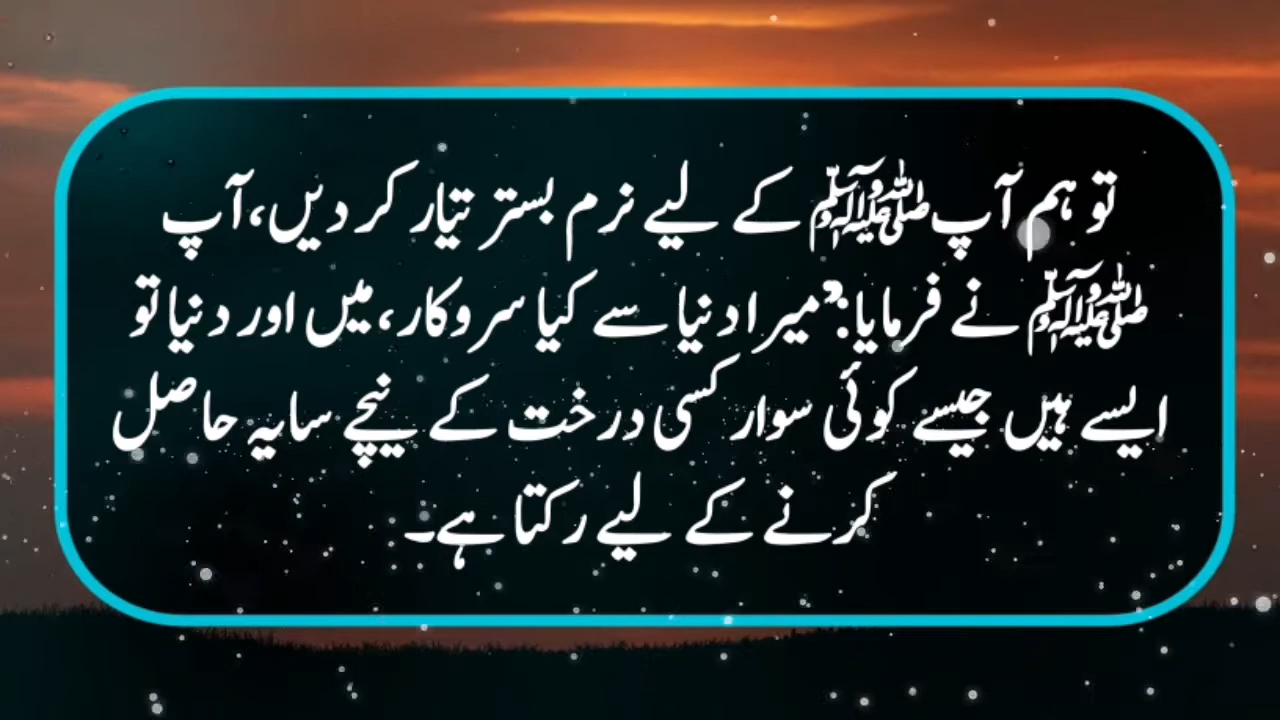 تو ہم آپ ﷺ کے لیے نرم بستر تیار کر دیں، آپ
ﷺ نے فرمایا:”میرا دنیا سے کیا سروکار، میں اور دنیا تو
ایسے ہیں جیسے کوئی سوار کسی درخت کے نیچے سایہ حاصل
کرنے کے لیے رکتا ہے۔